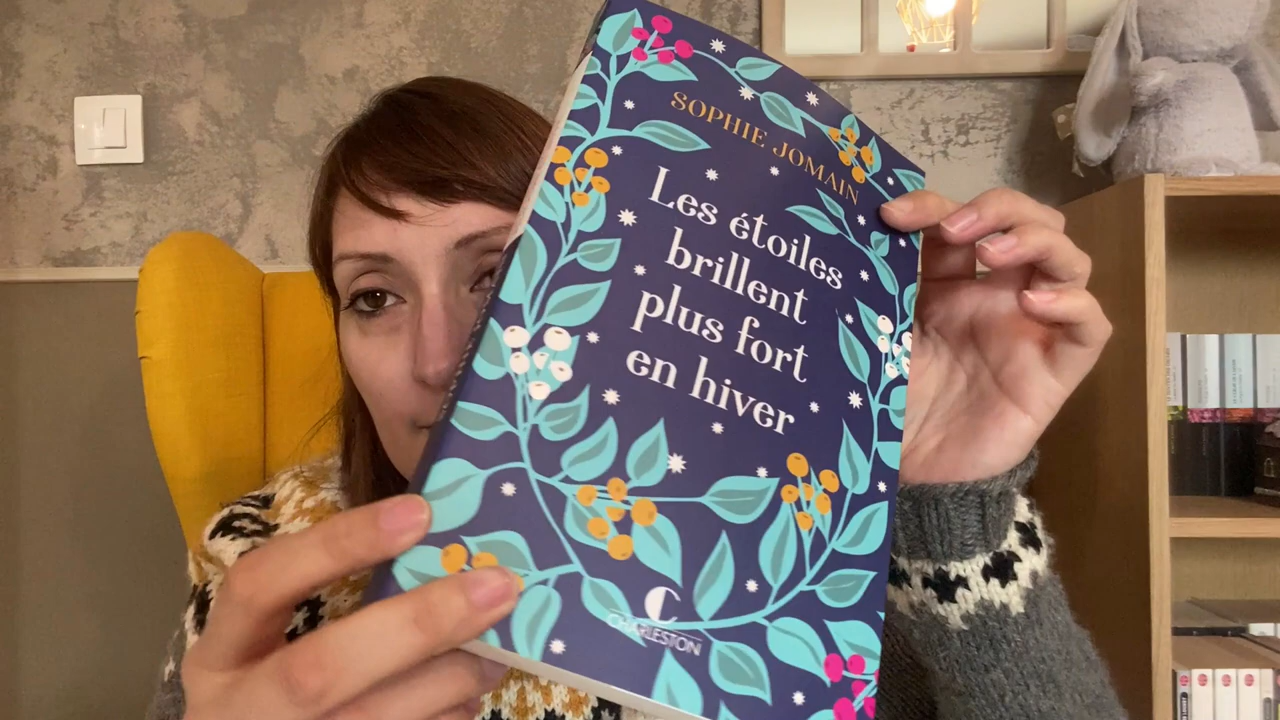 SOPHIE JOMAIN
Les étoiles
brillent
plus fort
en hiver
C
CHARLESTON